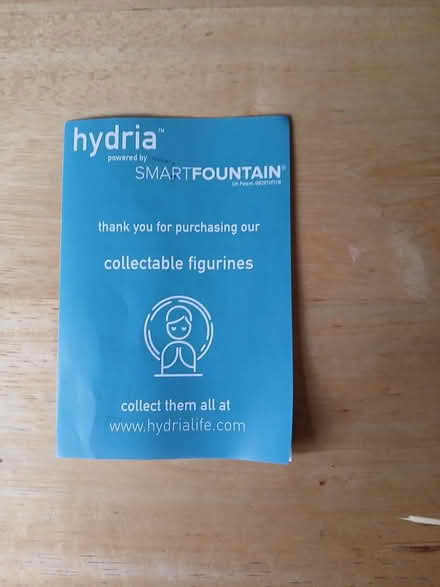 hydria™
powered by
SMARTFOUNTAIN®
thank you for purchasing our
collectable figurines
collect them all at
www.hydrialife.com